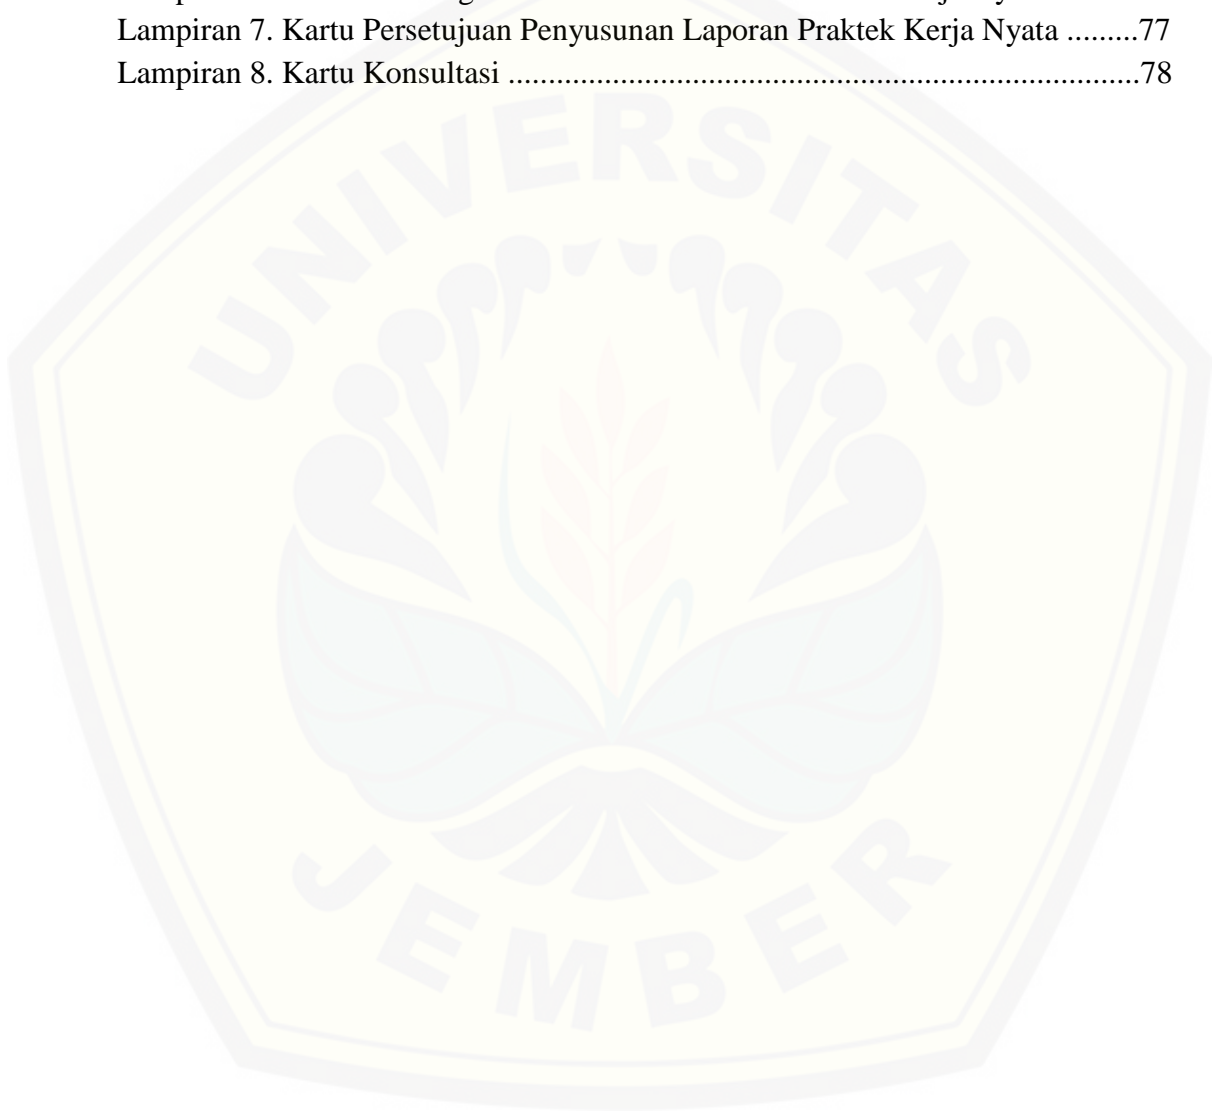 Lampiran 7. Kartu Persetujuan Penyusunan Laporan Praktek Kerja Nyata .........77
Lampiran 8. Kartu Konsultasi ...............................................................................78
UNIVERSITAS
JEMBER